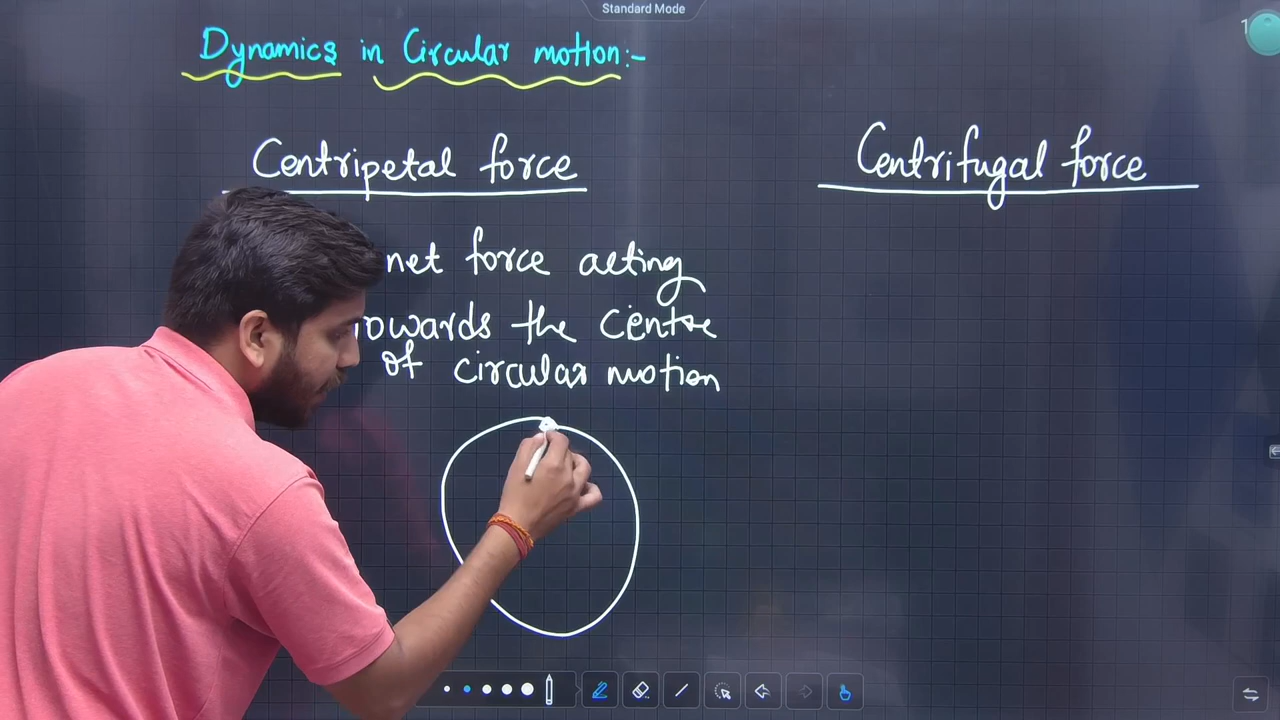 Standard Mode
1
Dynamics in Circular motion:-
Centripetal force
Centrifugal force
net force acting
towards the centre
of circular motion